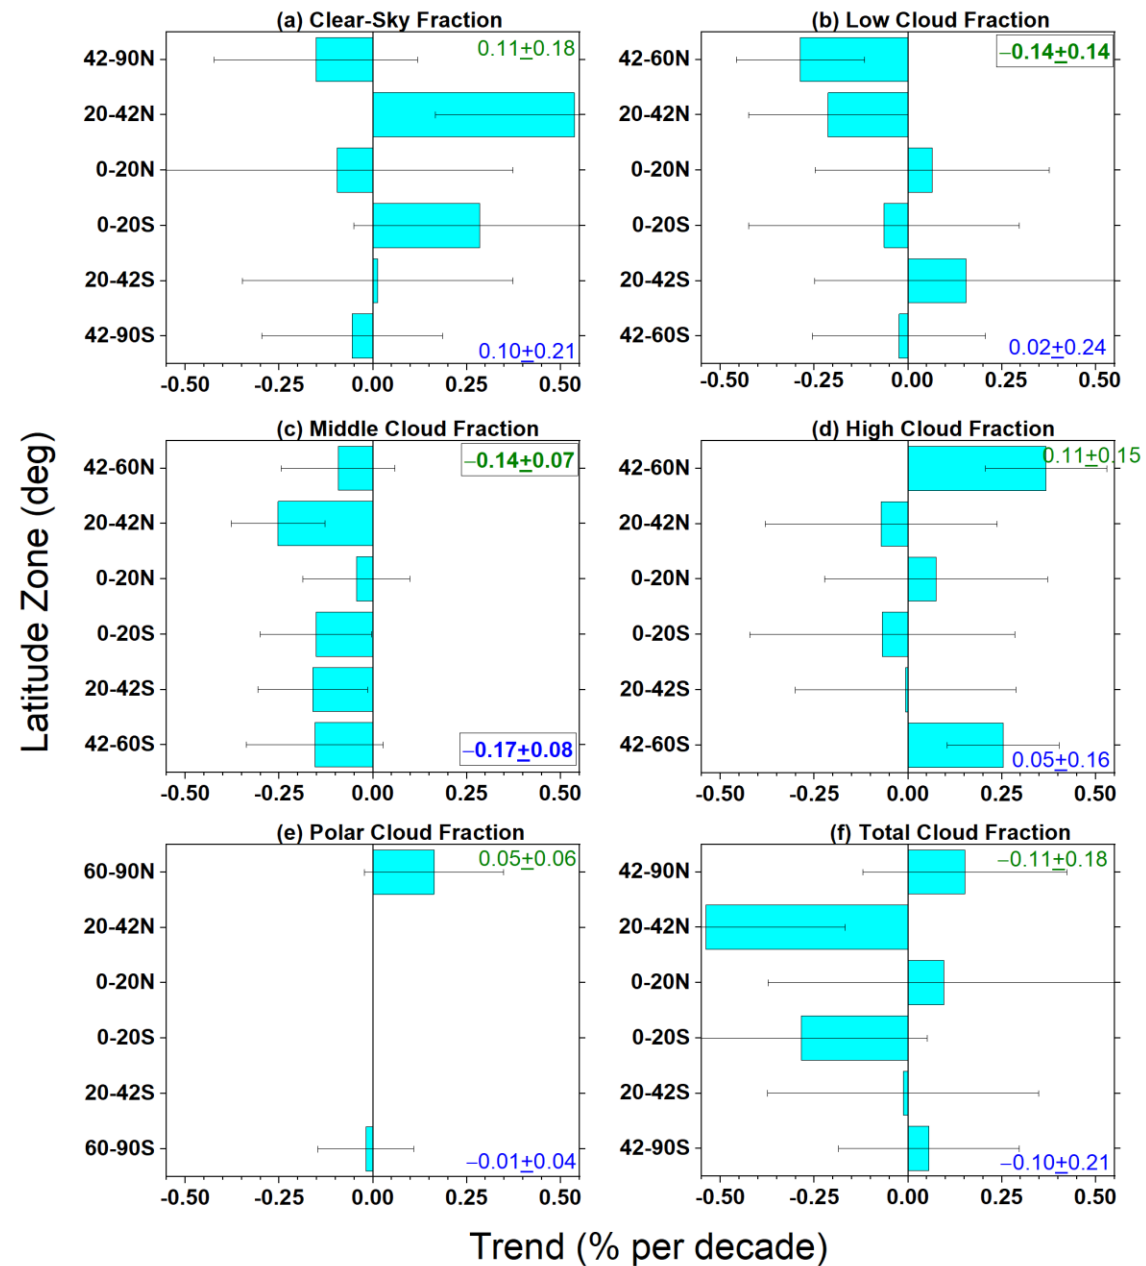 (a) Clear-Sky Fraction
42-90N
20-42N
0-20N
0-20S
20-42S
42-90S
0.11±0.18
0.10±0.21
-0.50 -0.25 0.00 0.25 0.50
(b) Low Cloud Fraction
42-60N
20-42N
0-20N
0-20S
20-42S
42-60S
−0.14±0.14
0.02±0.24
-0.50 -0.25 0.00 0.25 0.50
Latitude Zone (deg)
(c) Middle Cloud Fraction
42-60N
20-42N
0-20N
0-20S
20-42S
42-60S
−0.14±0.07
−0.17±0.08
-0.50 -0.25 0.00 0.25 0.50
(d) High Cloud Fraction
42-60N
20-42N
0-20N
0-20S
20-42S
42-60S
0.11±0.15
0.05±0.16
-0.50 -0.25 0.00 0.25 0.50
(e) Polar Cloud Fraction
60-90N
20-42N
0-20N
0-20S
20-42S
60-90S
0.05±0.06
−0.01±0.04
-0.50 -0.25 0.00 0.25 0.50
(f) Total Cloud Fraction
42-90N
20-42N
0-20N
0-20S
20-42S
42-90S
−0.11±0.18
−0.10±0.21
-0.50 -0.25 0.00 0.25 0.50
Trend (% per decade)